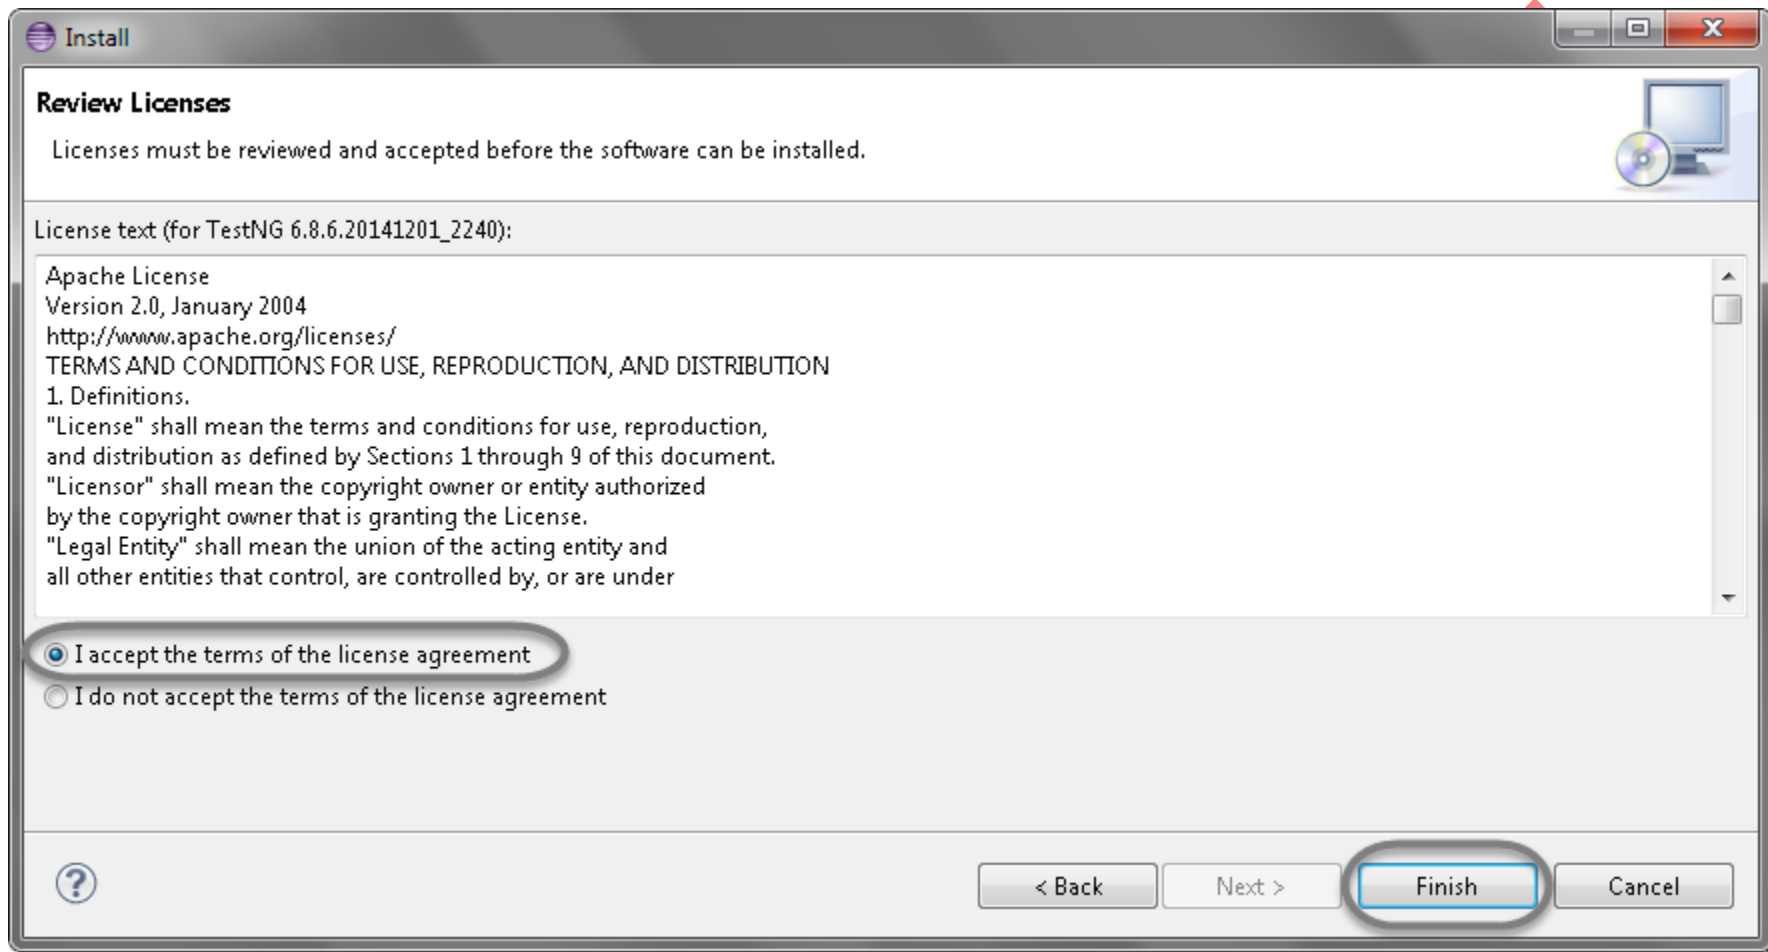 Install
X
Review Licenses
Licenses must be reviewed and accepted before the software can be installed.
License text (for TestNG 6.8.6.20141201_2240):
Apache License
Version 2.0, January 2004
http://www.apache.org/licenses/
TERMS AND CONDITIONS FOR USE, REPRODUCTION, AND DISTRIBUTION
1. Definitions.
"License" shall mean the terms and conditions for use, reproduction,
and distribution as defined by Sections 1 through 9 of this document.
"Licensor" shall mean the copyright owner or entity authorized
by the copyright owner that is granting the License.
"Legal Entity" shall mean the union of the acting entity and
all other entities that control, are controlled by, or are under
I accept the terms of the license agreement
I do not accept the terms of the license agreement
?
< Back
Next >
Finish
Cancel